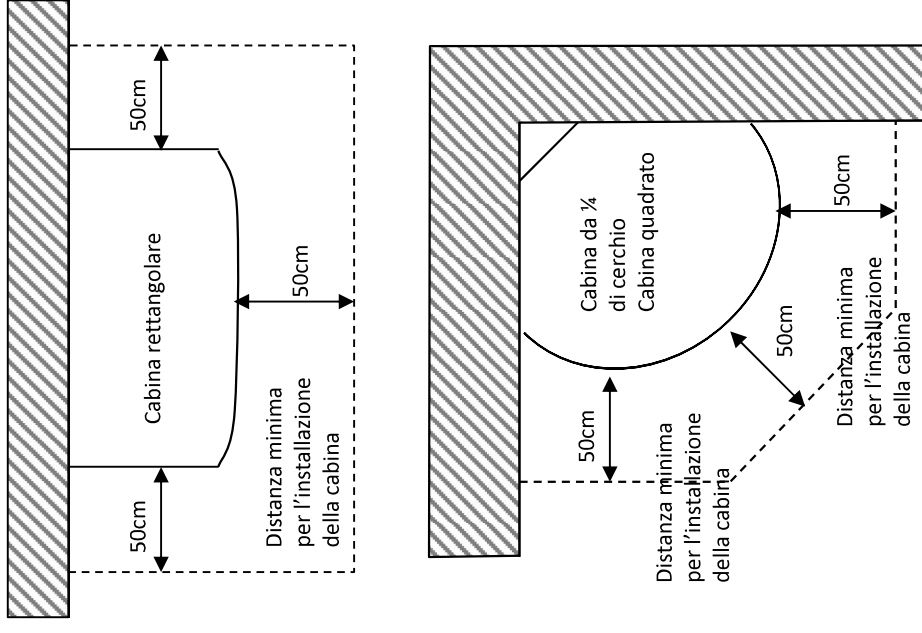 50cm
Cabina rettangolare
50cm
50cm
Distanza minima
per l’installazione
della cabina
Cabina da ¼
di cerchio
Cabina quadrato
50cm
50cm
50cm
Distanza minima
per l’installazione
della cabina
Distanza minima
per l’installazione
della cabina